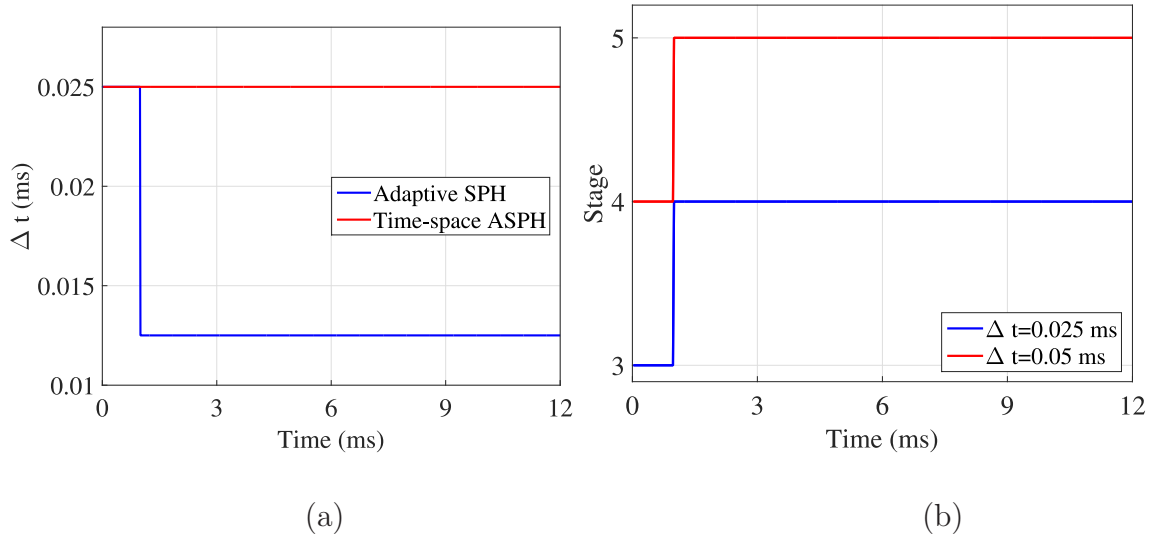 0.025
0.02
0.015
0.01
Δ t (ms)
0 3 6 9 12
Time (ms)
Adaptive SPH
Time-space ASPH
(a)
5
4
3
Stage
0 3 6 9 12
Time (ms)
Δ t=0.025 ms
Δ t=0.05 ms
(b)